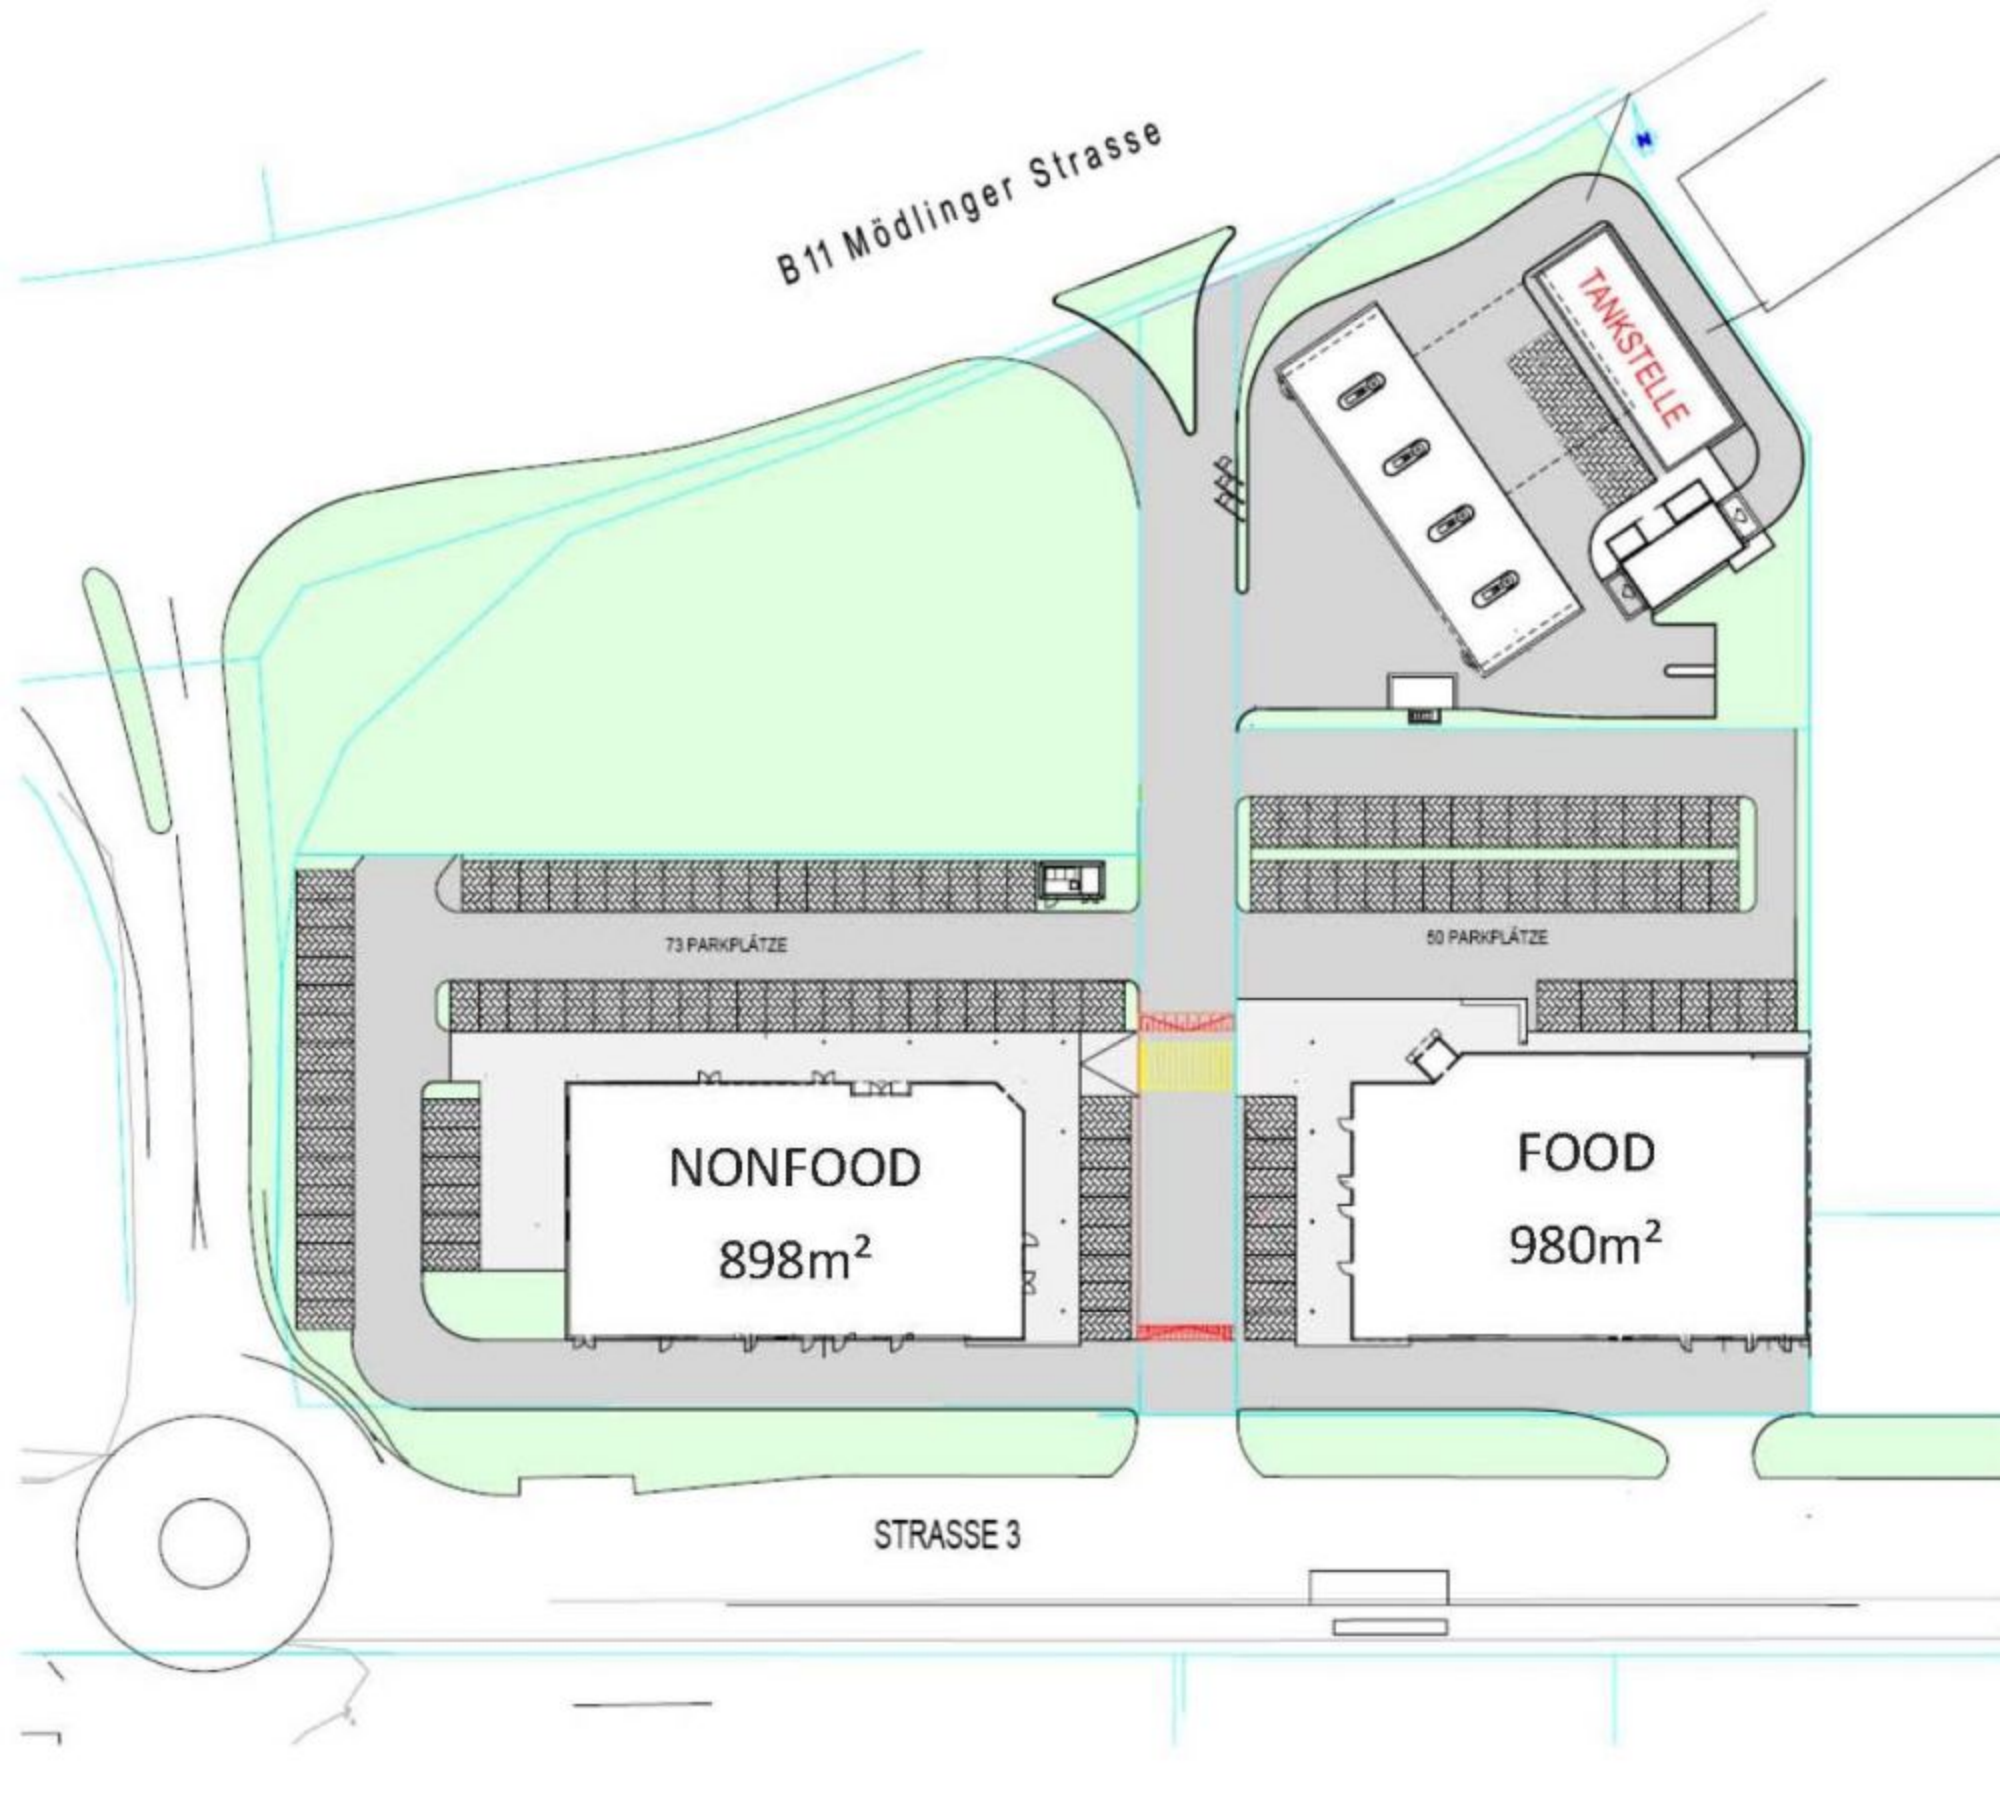 B11 Mödlinger Strasse
N
TANKSTELLE
73 PARKPLÄTZE
50 PARKPLÄTZE
NONFOOD
898m²
FOOD
980m²
STRASSE 3